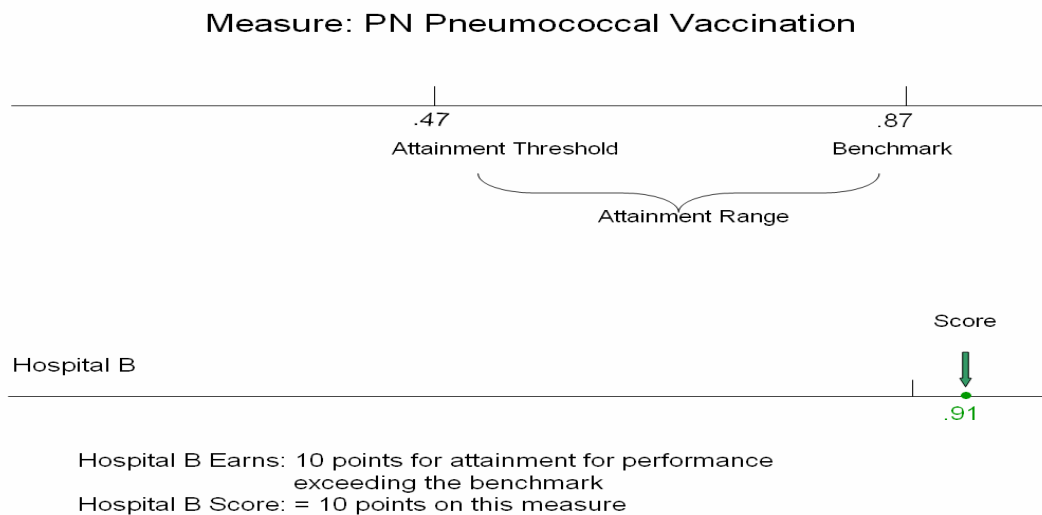 Measure: PN Pneumococcal Vaccination
.47
.87
Attainment Threshold
Benchmark
Attainment Range
Score
Hospital B
.91
Hospital B Earns: 10 points for attainment for performance
exceeding the benchmark
Hospital B Score: = 10 points on this measure